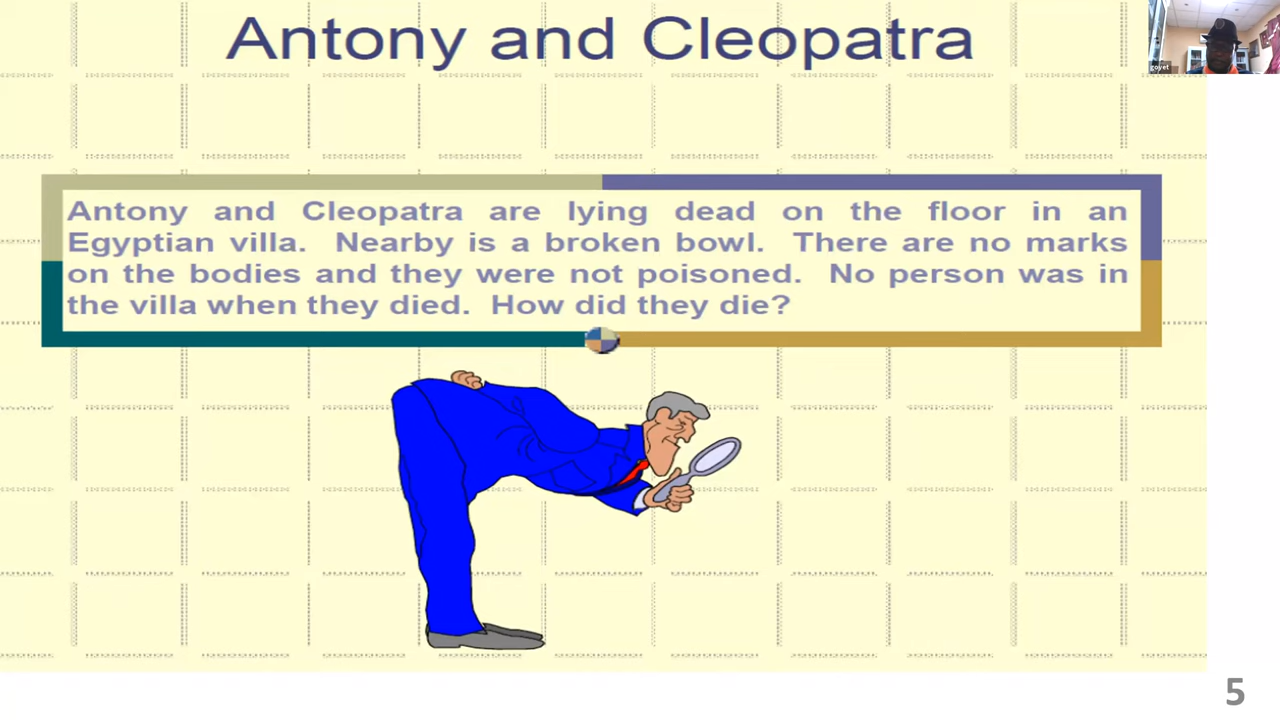 Antony and Cleopatra
goyet
Antony and Cleopatra are lying dead on the floor in an
Egyptian villa. Nearby is a broken bowl. There are no marks
on the bodies and they were not poisoned. No person was in
the villa when they died. How did they die?
5